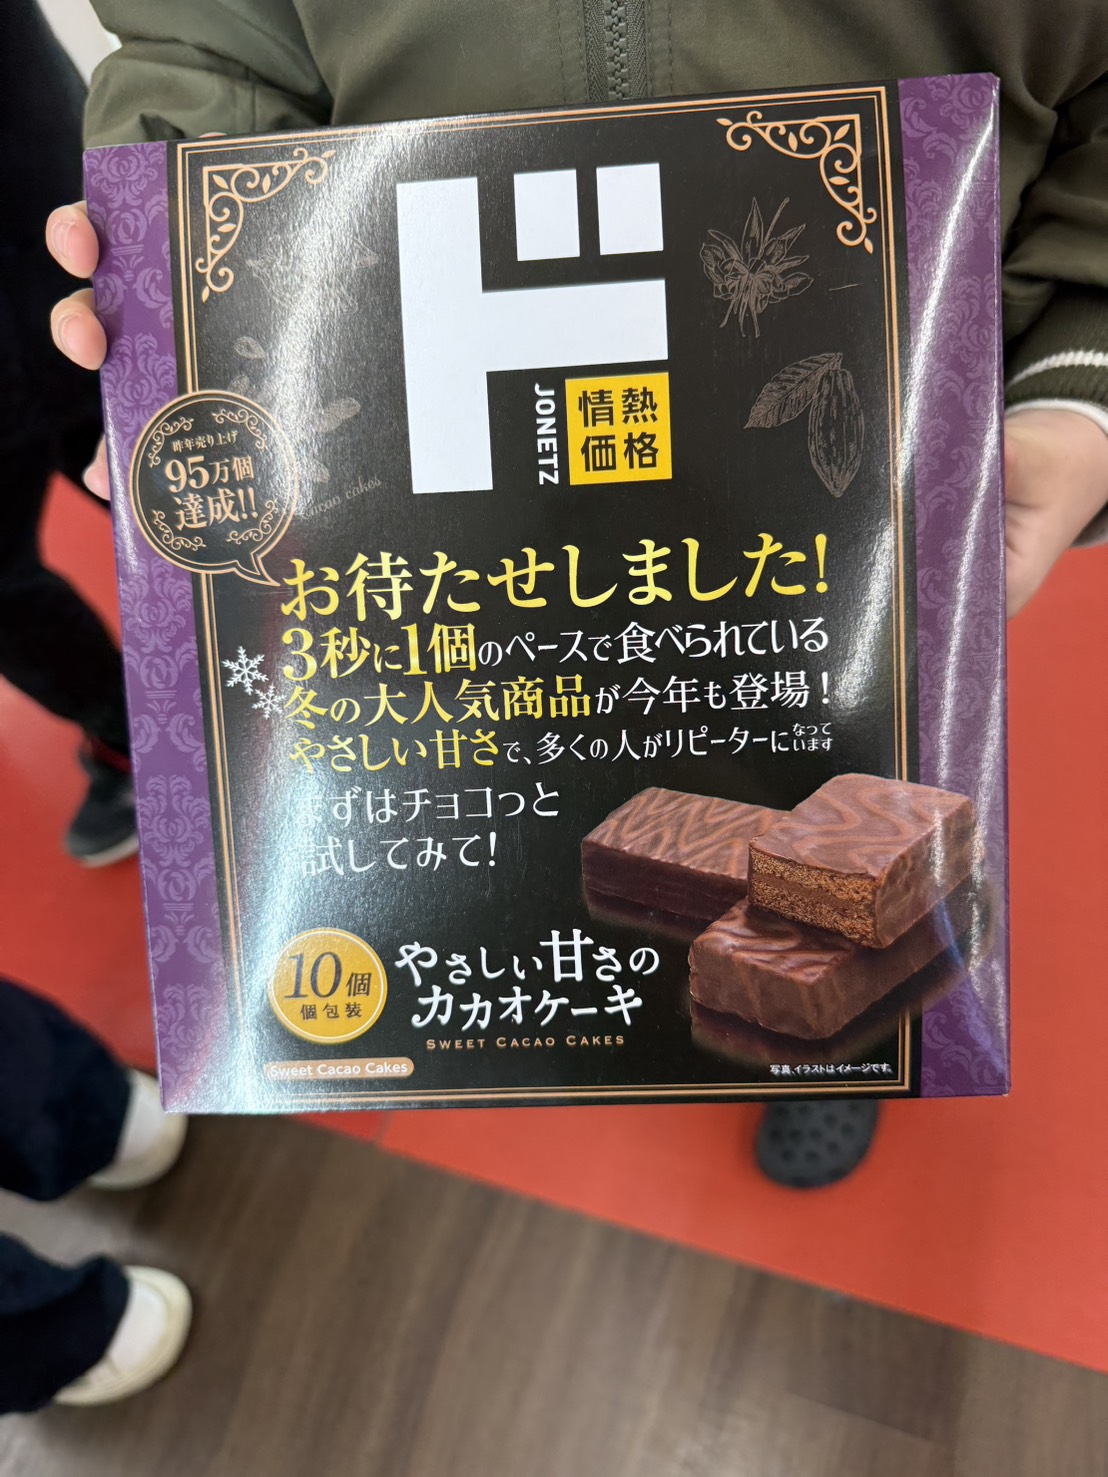 ド
JONETZ
情熱
価格
昨年売り上げ
95万個
達成!!
Cacao cakes
お待たせしました!
3秒に1個のペースで食べられている
冬の大人気商品が今年も登場!
やさしい甘さで、多くの人がリピーターになっています
まずはチョコっと
試してみて!
10個
個包装
やさしい甘さの
カカオケーキ
SWEET CACAO CAKES
Sweet Cacao Cakes
写真、イラストはイメージです。